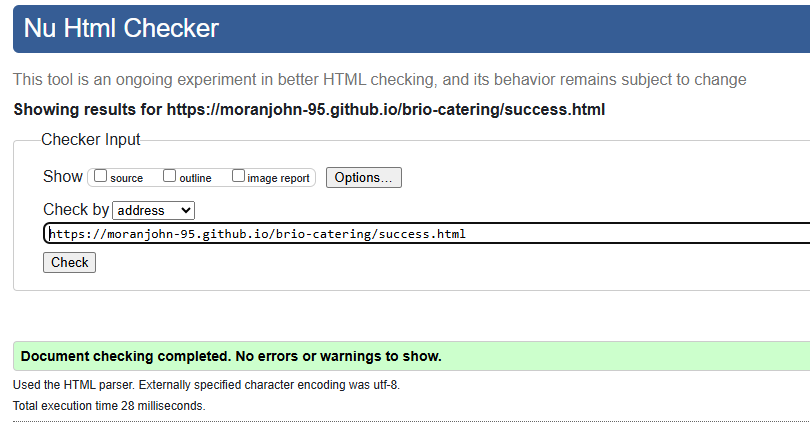 Nu Html Checker
This tool is an ongoing experiment in better HTML checking, and its behavior remains subject to change
Showing results for https://moranjohn-95.github.io/brio-catering/success.html
Checker Input
Show source outline image report Options...
Check by address
https://moranjohn-95.github.io/brio-catering/success.html
Check
Document checking completed. No errors or warnings to show.
Used the HTML parser. Externally specified character encoding was utf-8.
Total execution time 28 milliseconds.